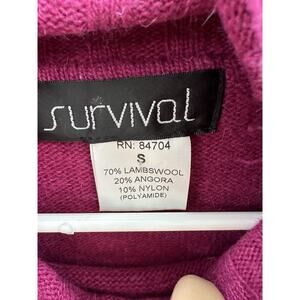 survival
RN: 84704
S
70% LAMBSWOOL
20% ANGORA
10% NYLON
(POLYAMIDE)